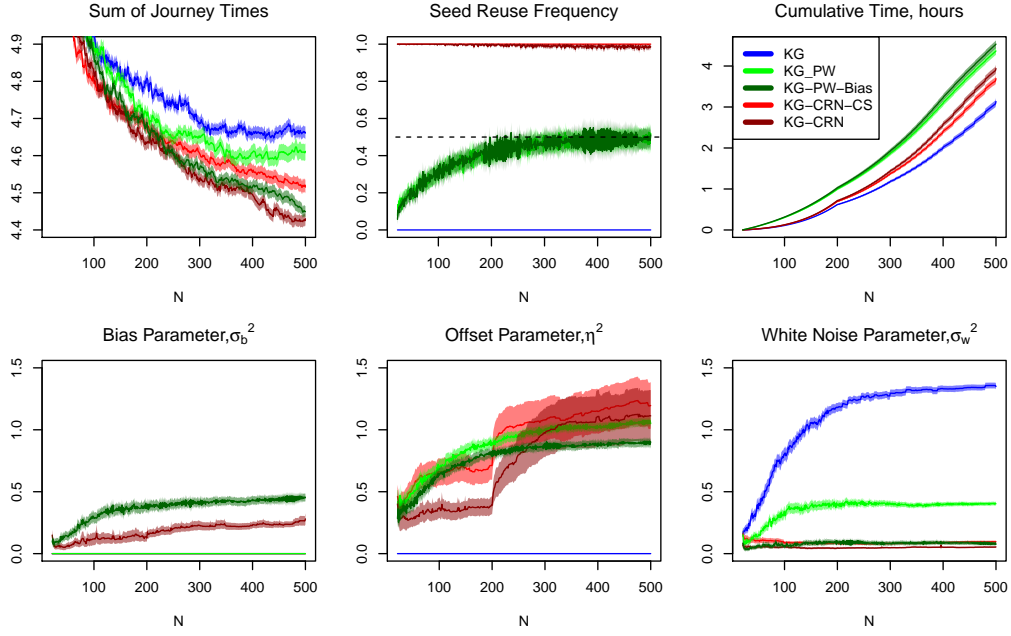 Sum of Journey Times
4.4 4.5 4.6 4.7 4.8 4.9
100 200 300 400 500
N
Seed Reuse Frequency
0.0 0.2 0.4 0.6 0.8 1.0
100 200 300 400 500
N
Cumulative Time, hours
0 1 2 3 4
KG
KG_PW
KG-PW-Bias
KG-CRN-CS
KG-CRN
100 200 300 400 500
N
Bias Parameter,σ_b^2
0.0 0.5 1.0 1.5
100 200 300 400 500
N
Offset Parameter,η^2
0.0 0.5 1.0 1.5
100 200 300 400 500
N
White Noise Parameter,σ_w^2
0.0 0.5 1.0 1.5
100 200 300 400 500
N